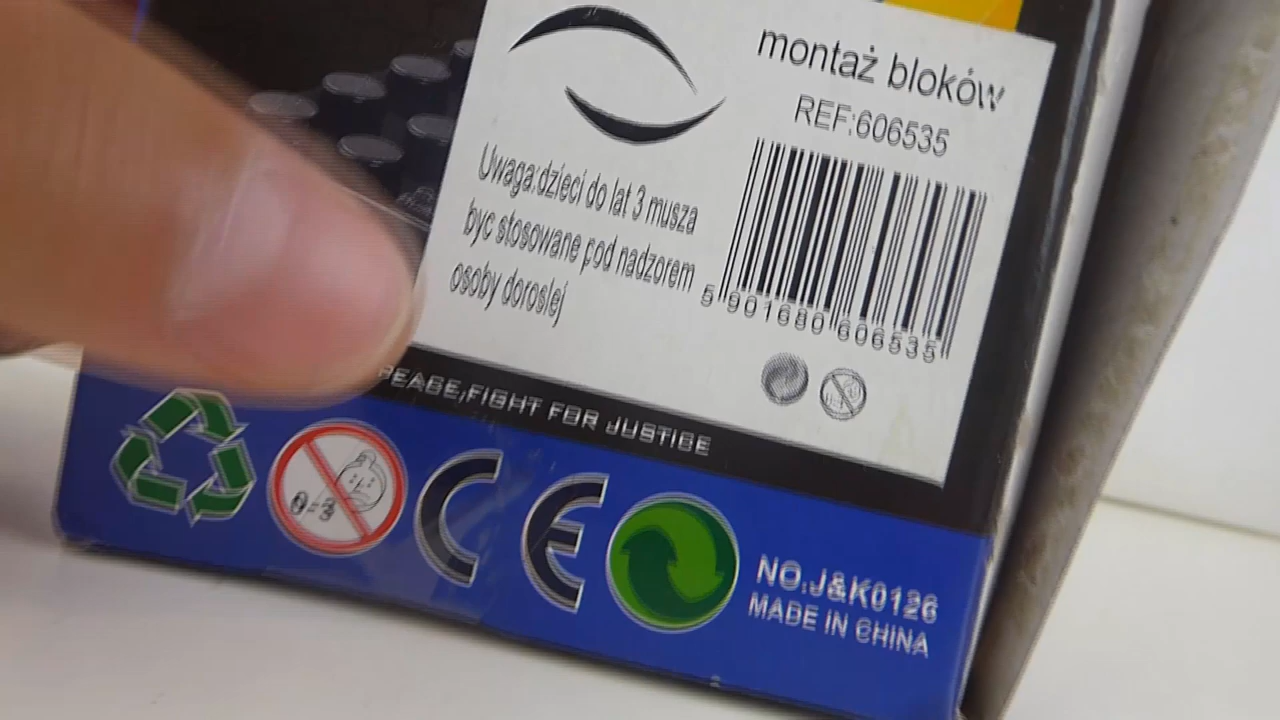 montaż bloków
REF:606535
Uwaga:dzieci do lat 3 musza
byc stosowane pod nadzorem
osoby doroslej
5 901680 606535
PEACE,FIGHT FOR JUSTICE
0-3
CE
NO.J&K0126
MADE IN CHINA